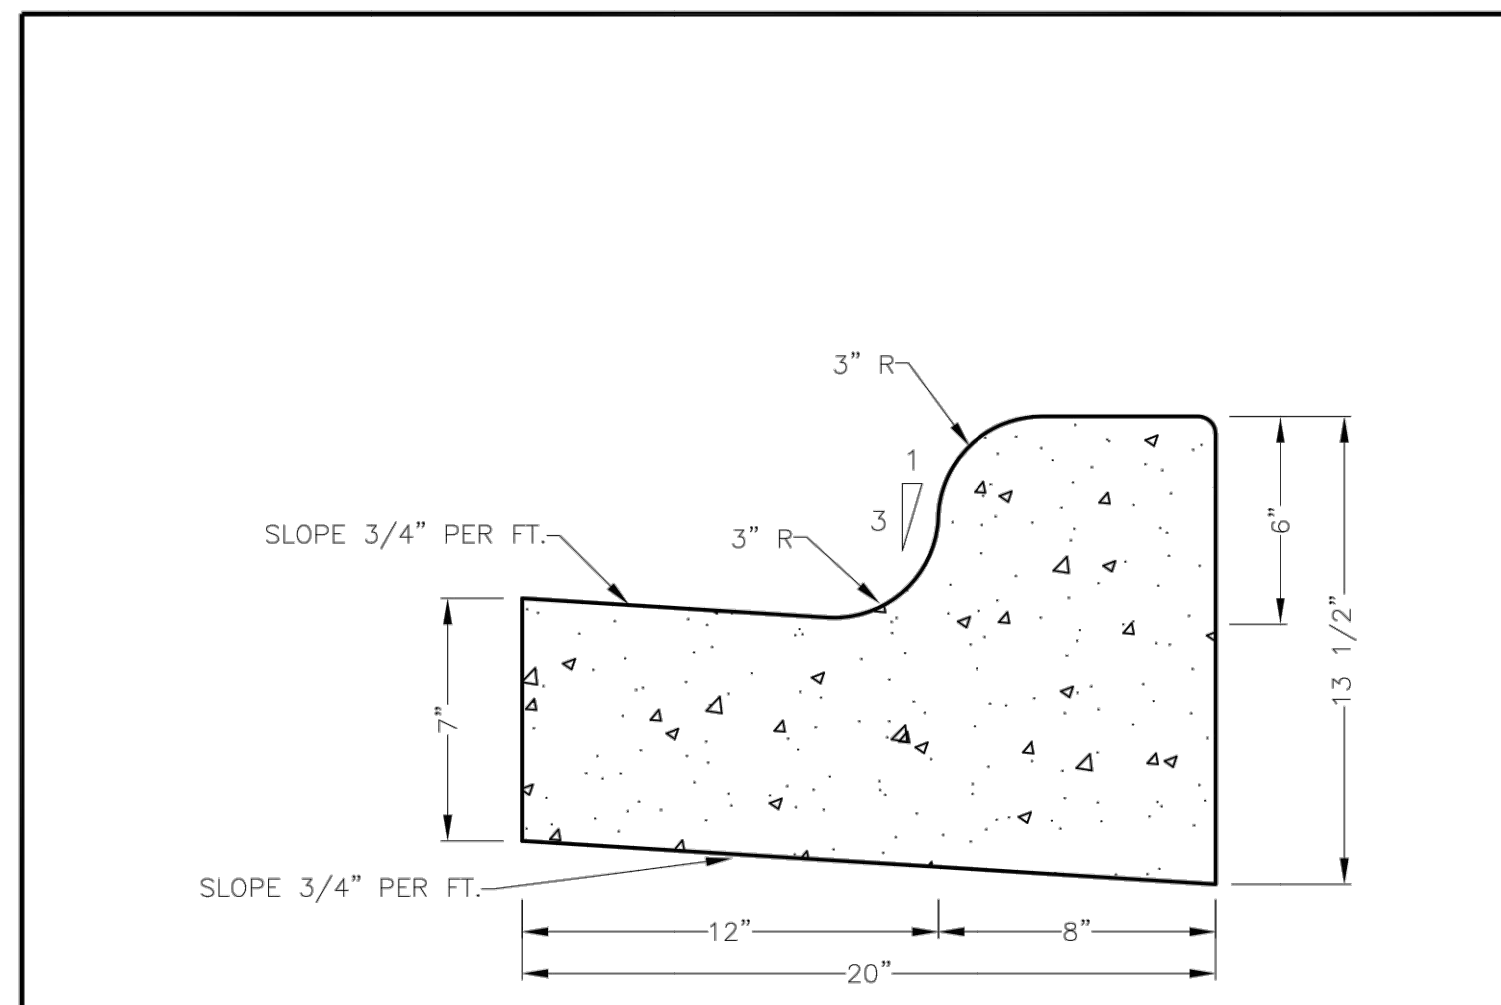 3” R
1
3
SLOPE 3/4” PER FT.
3” R
6”
13 1/2”
7”
SLOPE 3/4” PER FT.
12”
8”
20”